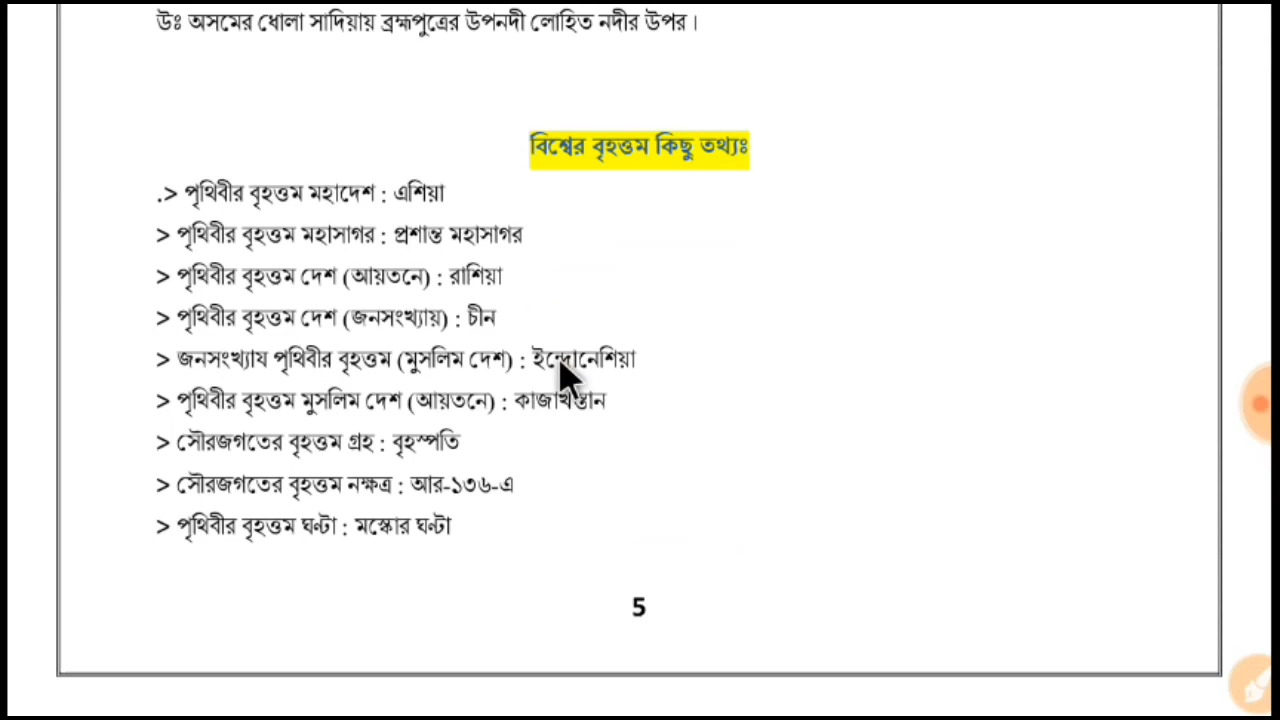 উঃ অসমের ধোলা সাদিয়ায় ব্রহ্মপুত্রের উপনদী লোহিত নদীর উপর।
বিশ্বের বৃহত্তম কিছু তথ্যঃ
.> পৃথিবীর বৃহত্তম মহাদেশ : এশিয়া
> পৃথিবীর বৃহত্তম মহাসাগর : প্রশান্ত মহাসাগর
> পৃথিবীর বৃহত্তম দেশ (আয়তনে) : রাশিয়া
> পৃথিবীর বৃহত্তম দেশ (জনসংখ্যায়) : চীন
> জনসংখ্যায পৃথিবীর বৃহত্তম (মুসলিম দেশ) : ইন্দোনেশিয়া
> পৃথিবীর বৃহত্তম মুসলিম দেশ (আয়তনে) : কাজাখস্তান
> সৌরজগতের বৃহত্তম গ্রহ : বৃহস্পতি
> সৌরজগতের বৃহত্তম নক্ষত্র : আর-১৩৬-এ
> পৃথিবীর বৃহত্তম ঘণ্টা : মস্কোর ঘণ্টা
5